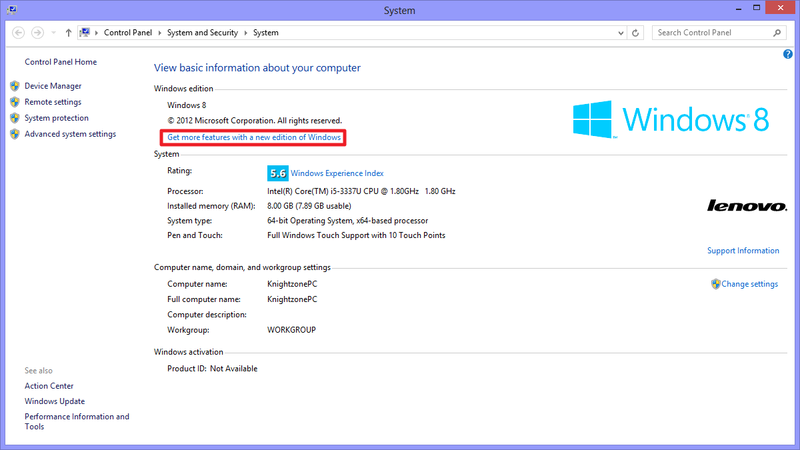 System
Control Panel System and Security System
Search Control Panel
Control Panel Home
Device Manager
Remote settings
System protection
Advanced system settings
View basic information about your computer
Windows edition
Windows 8
© 2012 Microsoft Corporation. All rights reserved.
Get more features with a new edition of Windows
Windows 8
System
Rating: 5.6 Windows Experience Index
Processor: Intel(R) Core(TM) i5-3337U CPU @ 1.80GHz 1.80 GHz
Installed memory (RAM): 8.00 GB (7.89 GB usable)
System type: 64-bit Operating System, x64-based processor
Pen and Touch: Full Windows Touch Support with 10 Touch Points
lenovo.
Support Information
Computer name, domain, and workgroup settings
Computer name: KnightzonePC
Full computer name: KnightzonePC
Computer description:
Workgroup: WORKGROUP
Change settings
Windows activation
Product ID: Not Available
See also
Action Center
Windows Update
Performance Information and
Tools